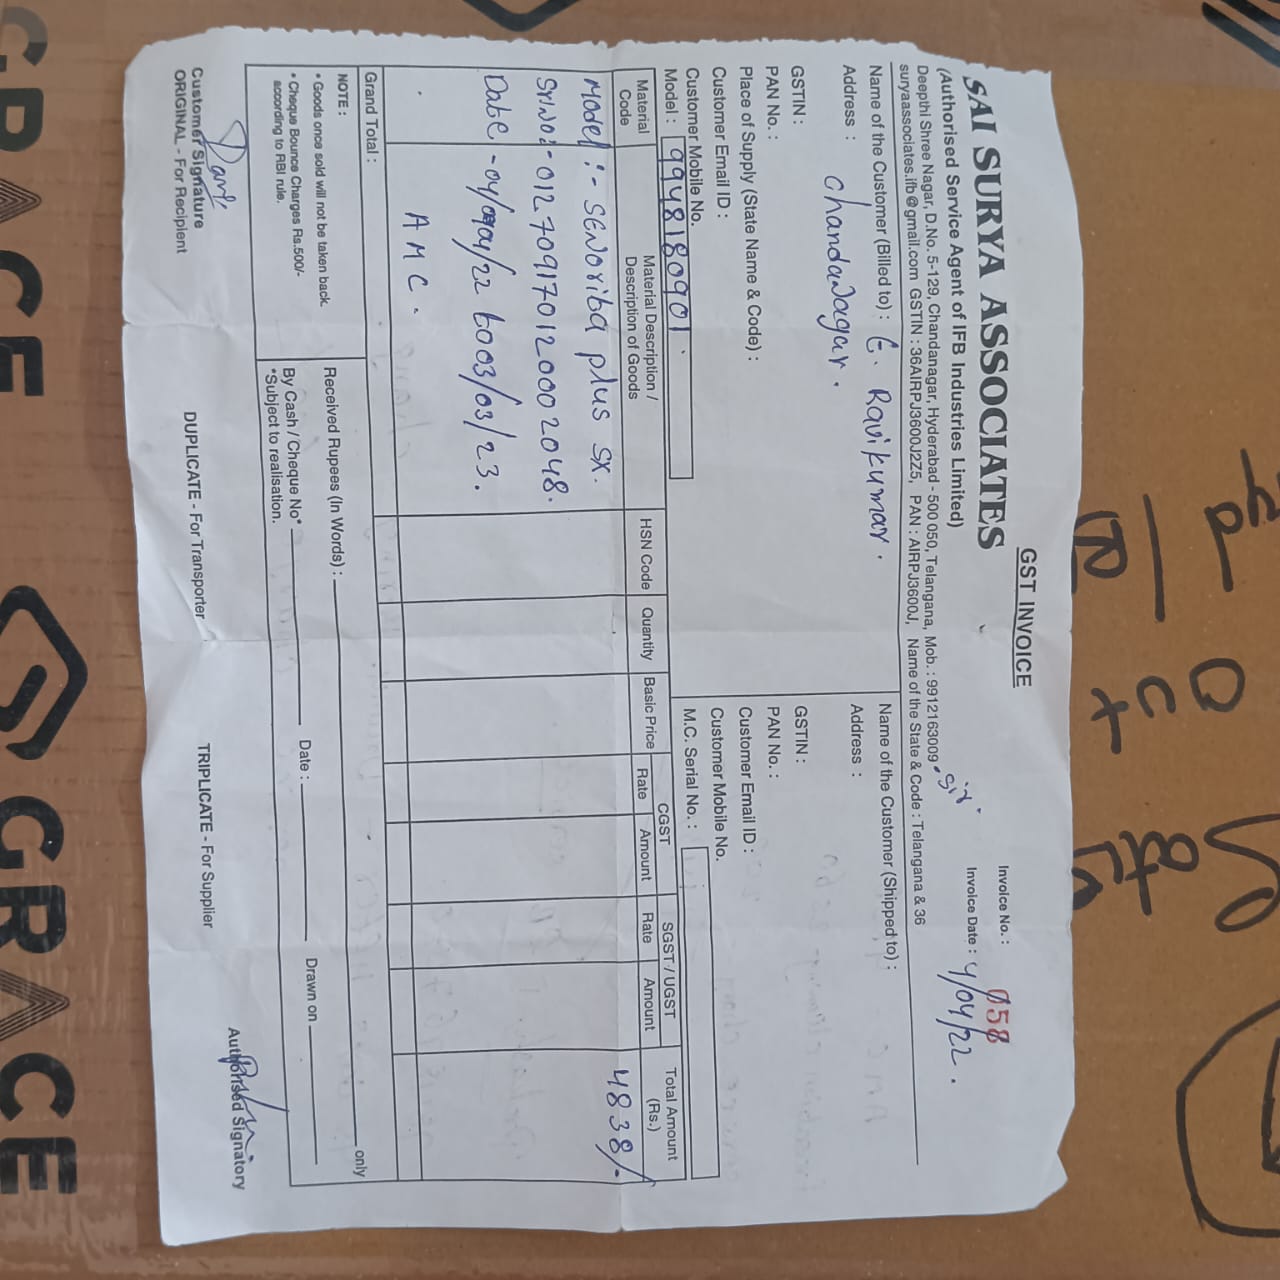 GST INVOICE
SAI SURYA ASSOCIATES
(Authorised Service Agent of IFB Industries Limited)
Invoice No. : 058
Invoice Date : 4/04/22.
Deepthi Shree Nagar, D.No. 5-129, Chandanagar, Hyderabad - 500 050, Telangana, Mob. : 9912163009
Sir.
suryaassociates.ifb@gmail.com GSTIN : 36AIRPJ3600J2Z5, PAN : AIRPJ3600J, Name of the State & Code : Telangana & 36
Name of the Customer (Billed to) : E. Ravikumar.
Address : Chandanagar.
GSTIN :
PAN No. :
Place of Supply (State Name & Code) :
Customer Email ID :
Customer Mobile No.
Model : 9948180901.
Name of the Customer (Shipped to) :
Address :
GSTIN :
PAN No. :
Customer Email ID :
Customer Mobile No.
M.C. Serial No. :
Material Code
Material Description / Description of Goods
HSN Code
Quantity
Basic Price
CGST
Rate Amount
SGST / UGST
Rate Amount
Total Amount (Rs.)
Model :- SENoriba plus SX.
4838/-
Sr.No:- 012709170120002048.
Date - 04/04/22 to 03/03/23.
AMC.
Grand Total :
NOTE :
• Goods once sold will not be taken back.
• Cheque Bounce Charges Rs.500/-
according to RBI rule.
Received Rupees (In Words) : only
By Cash / Cheque No* Date : Drawn on
*Subject to realisation.
Customer Signature
Authorised Signatory
ORIGINAL - For Recipient
DUPLICATE - For Transporter
TRIPLICATE - For Supplier
GRACE
GRACE